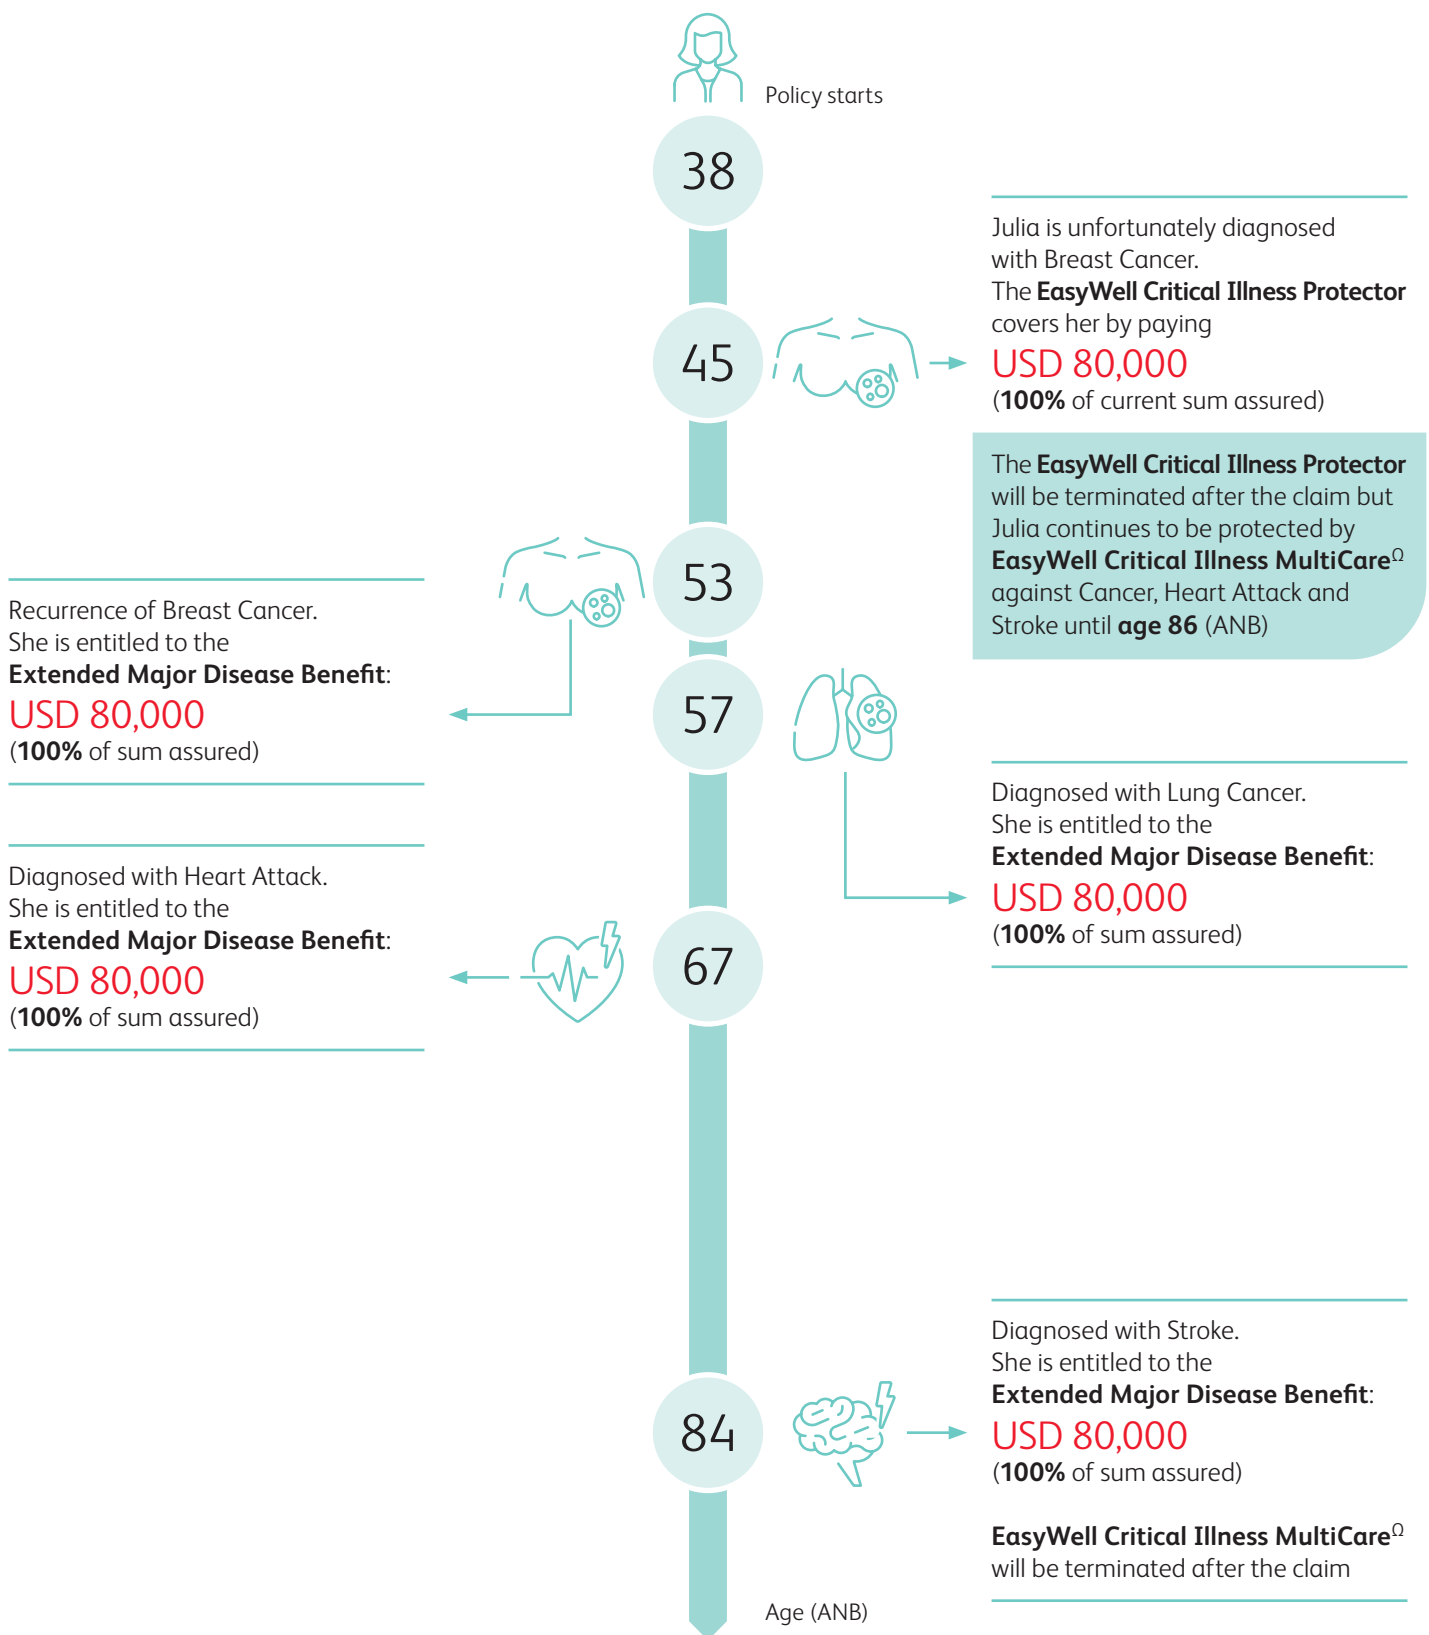 Policy starts
38
45
Julia is unfortunately diagnosed
with Breast Cancer.
The EasyWell Critical Illness Protector
covers her by paying
USD 80,000
(100% of current sum assured)
The EasyWell Critical Illness Protector
will be terminated after the claim but
Julia continues to be protected by
EasyWell Critical Illness MultiCareΩ
against Cancer, Heart Attack and
Stroke until age 86 (ANB)
53
Recurrence of Breast Cancer.
She is entitled to the
Extended Major Disease Benefit:
USD 80,000
(100% of sum assured)
57
Diagnosed with Lung Cancer.
She is entitled to the
Extended Major Disease Benefit:
USD 80,000
(100% of sum assured)
67
Diagnosed with Heart Attack.
She is entitled to the
Extended Major Disease Benefit:
USD 80,000
(100% of sum assured)
84
Diagnosed with Stroke.
She is entitled to the
Extended Major Disease Benefit:
USD 80,000
(100% of sum assured)
EasyWell Critical Illness MultiCareΩ
will be terminated after the claim
Age (ANB)